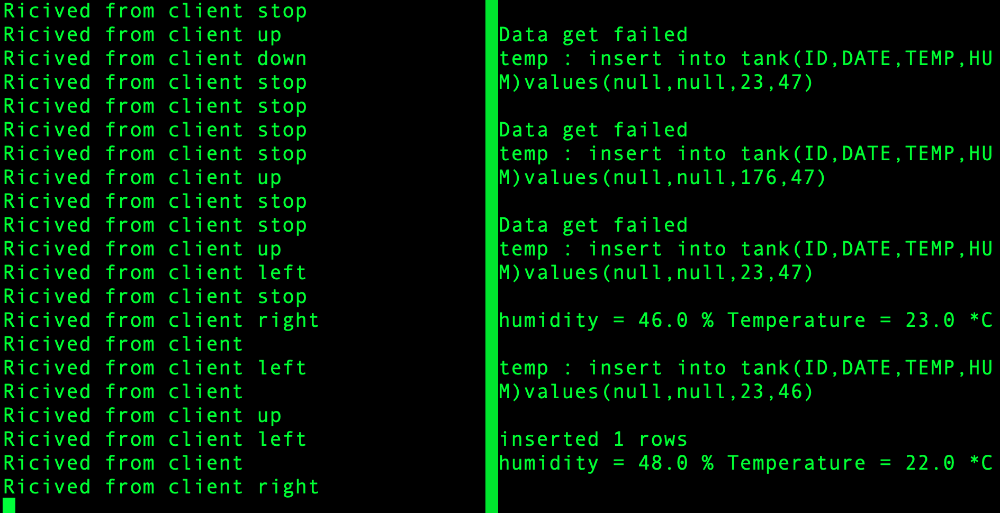 Ricived from client stop
Ricived from client up
Ricived from client down
Ricived from client stop
Ricived from client stop
Ricived from client stop
Ricived from client stop
Ricived from client up
Ricived from client stop
Ricived from client stop
Ricived from client up
Ricived from client left
Ricived from client stop
Ricived from client right
Ricived from client
Ricived from client left
Ricived from client
Ricived from client up
Ricived from client left
Ricived from client
Ricived from client right
Data get failed
temp : insert into tank(ID,DATE,TEMP,HU
M)values(null,null,23,47)
Data get failed
temp : insert into tank(ID,DATE,TEMP,HU
M)values(null,null,176,47)
Data get failed
temp : insert into tank(ID,DATE,TEMP,HU
M)values(null,null,23,47)
humidity = 46.0 % Temperature = 23.0 *C
temp : insert into tank(ID,DATE,TEMP,HU
M)values(null,null,23,46)
inserted 1 rows
humidity = 48.0 % Temperature = 22.0 *C